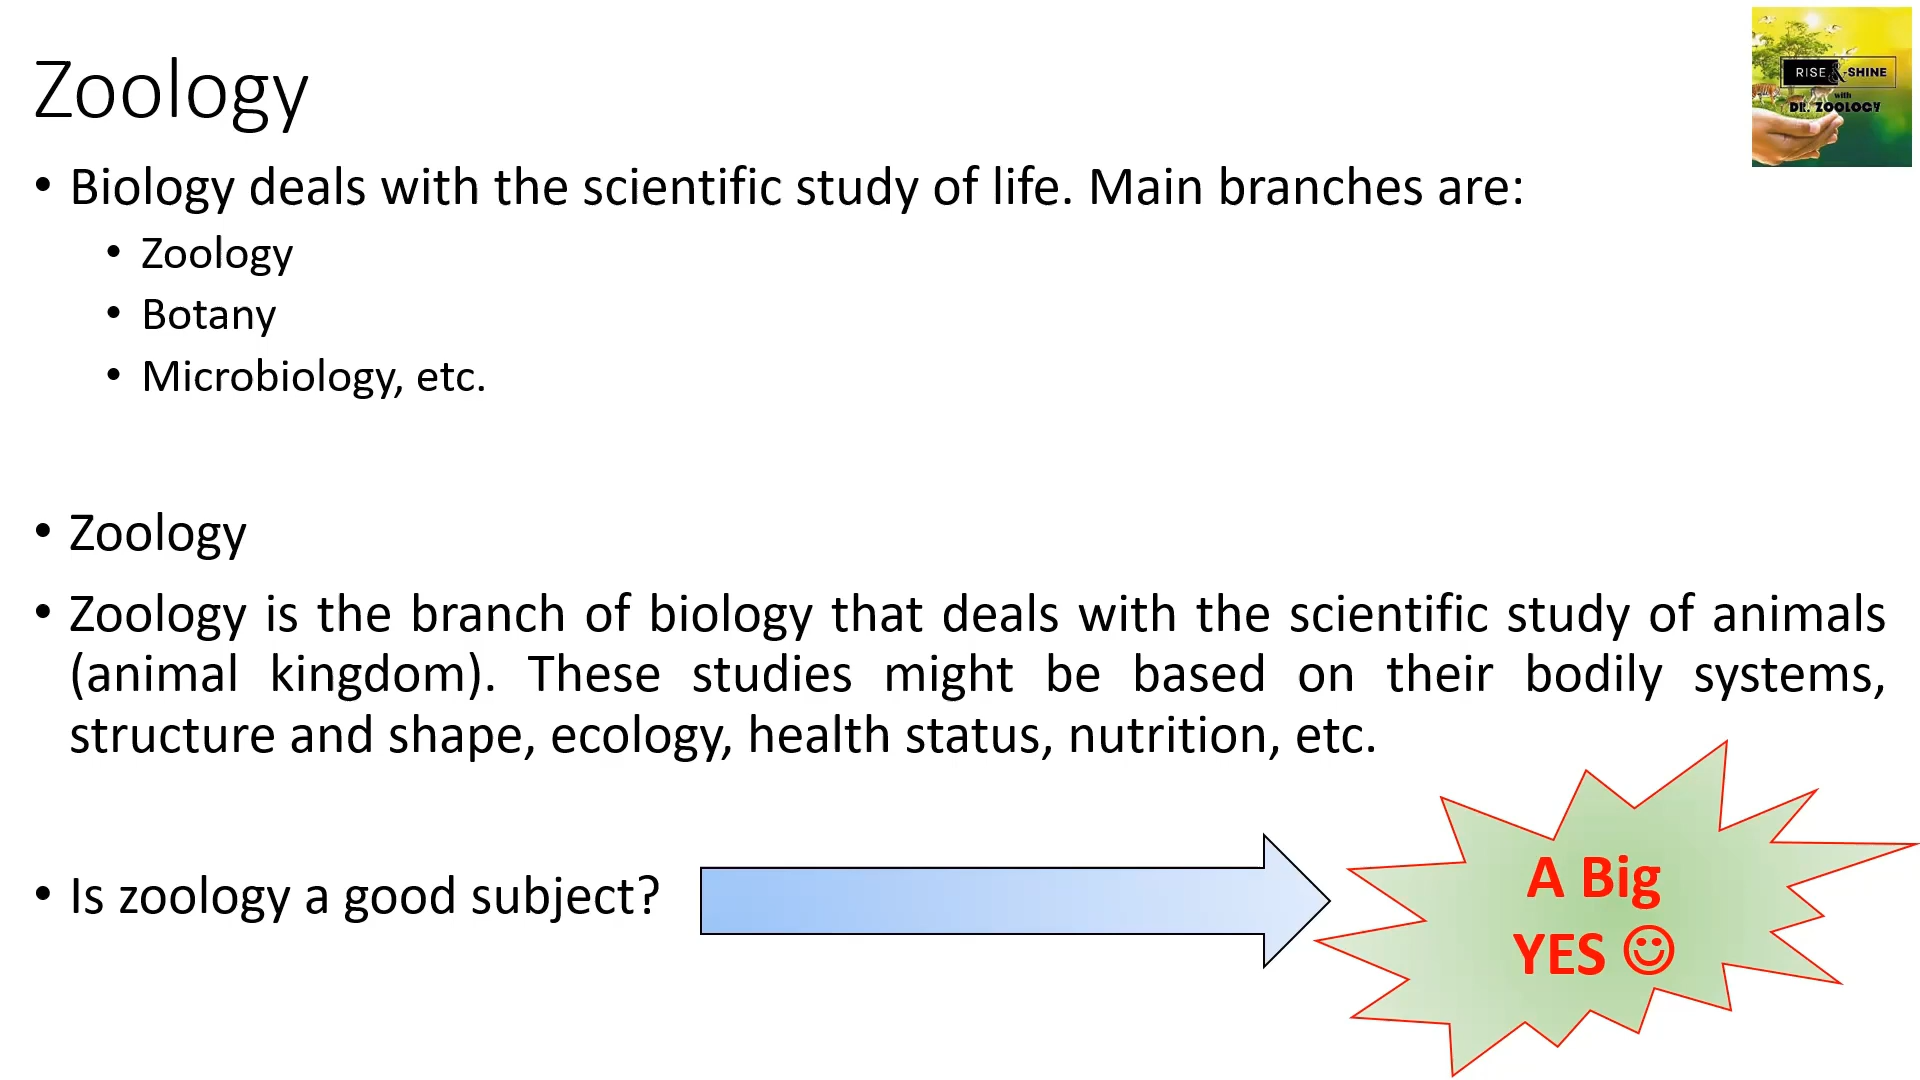 Zoology
RISE & SHINE
with
DR. ZOOLOGY
• Biology deals with the scientific study of life. Main branches are:
• Zoology
• Botany
• Microbiology, etc.
• Zoology
• Zoology is the branch of biology that deals with the scientific study of animals
(animal kingdom). These studies might be based on their bodily systems,
structure and shape, ecology, health status, nutrition, etc.
• Is zoology a good subject?
A Big
YES ☺